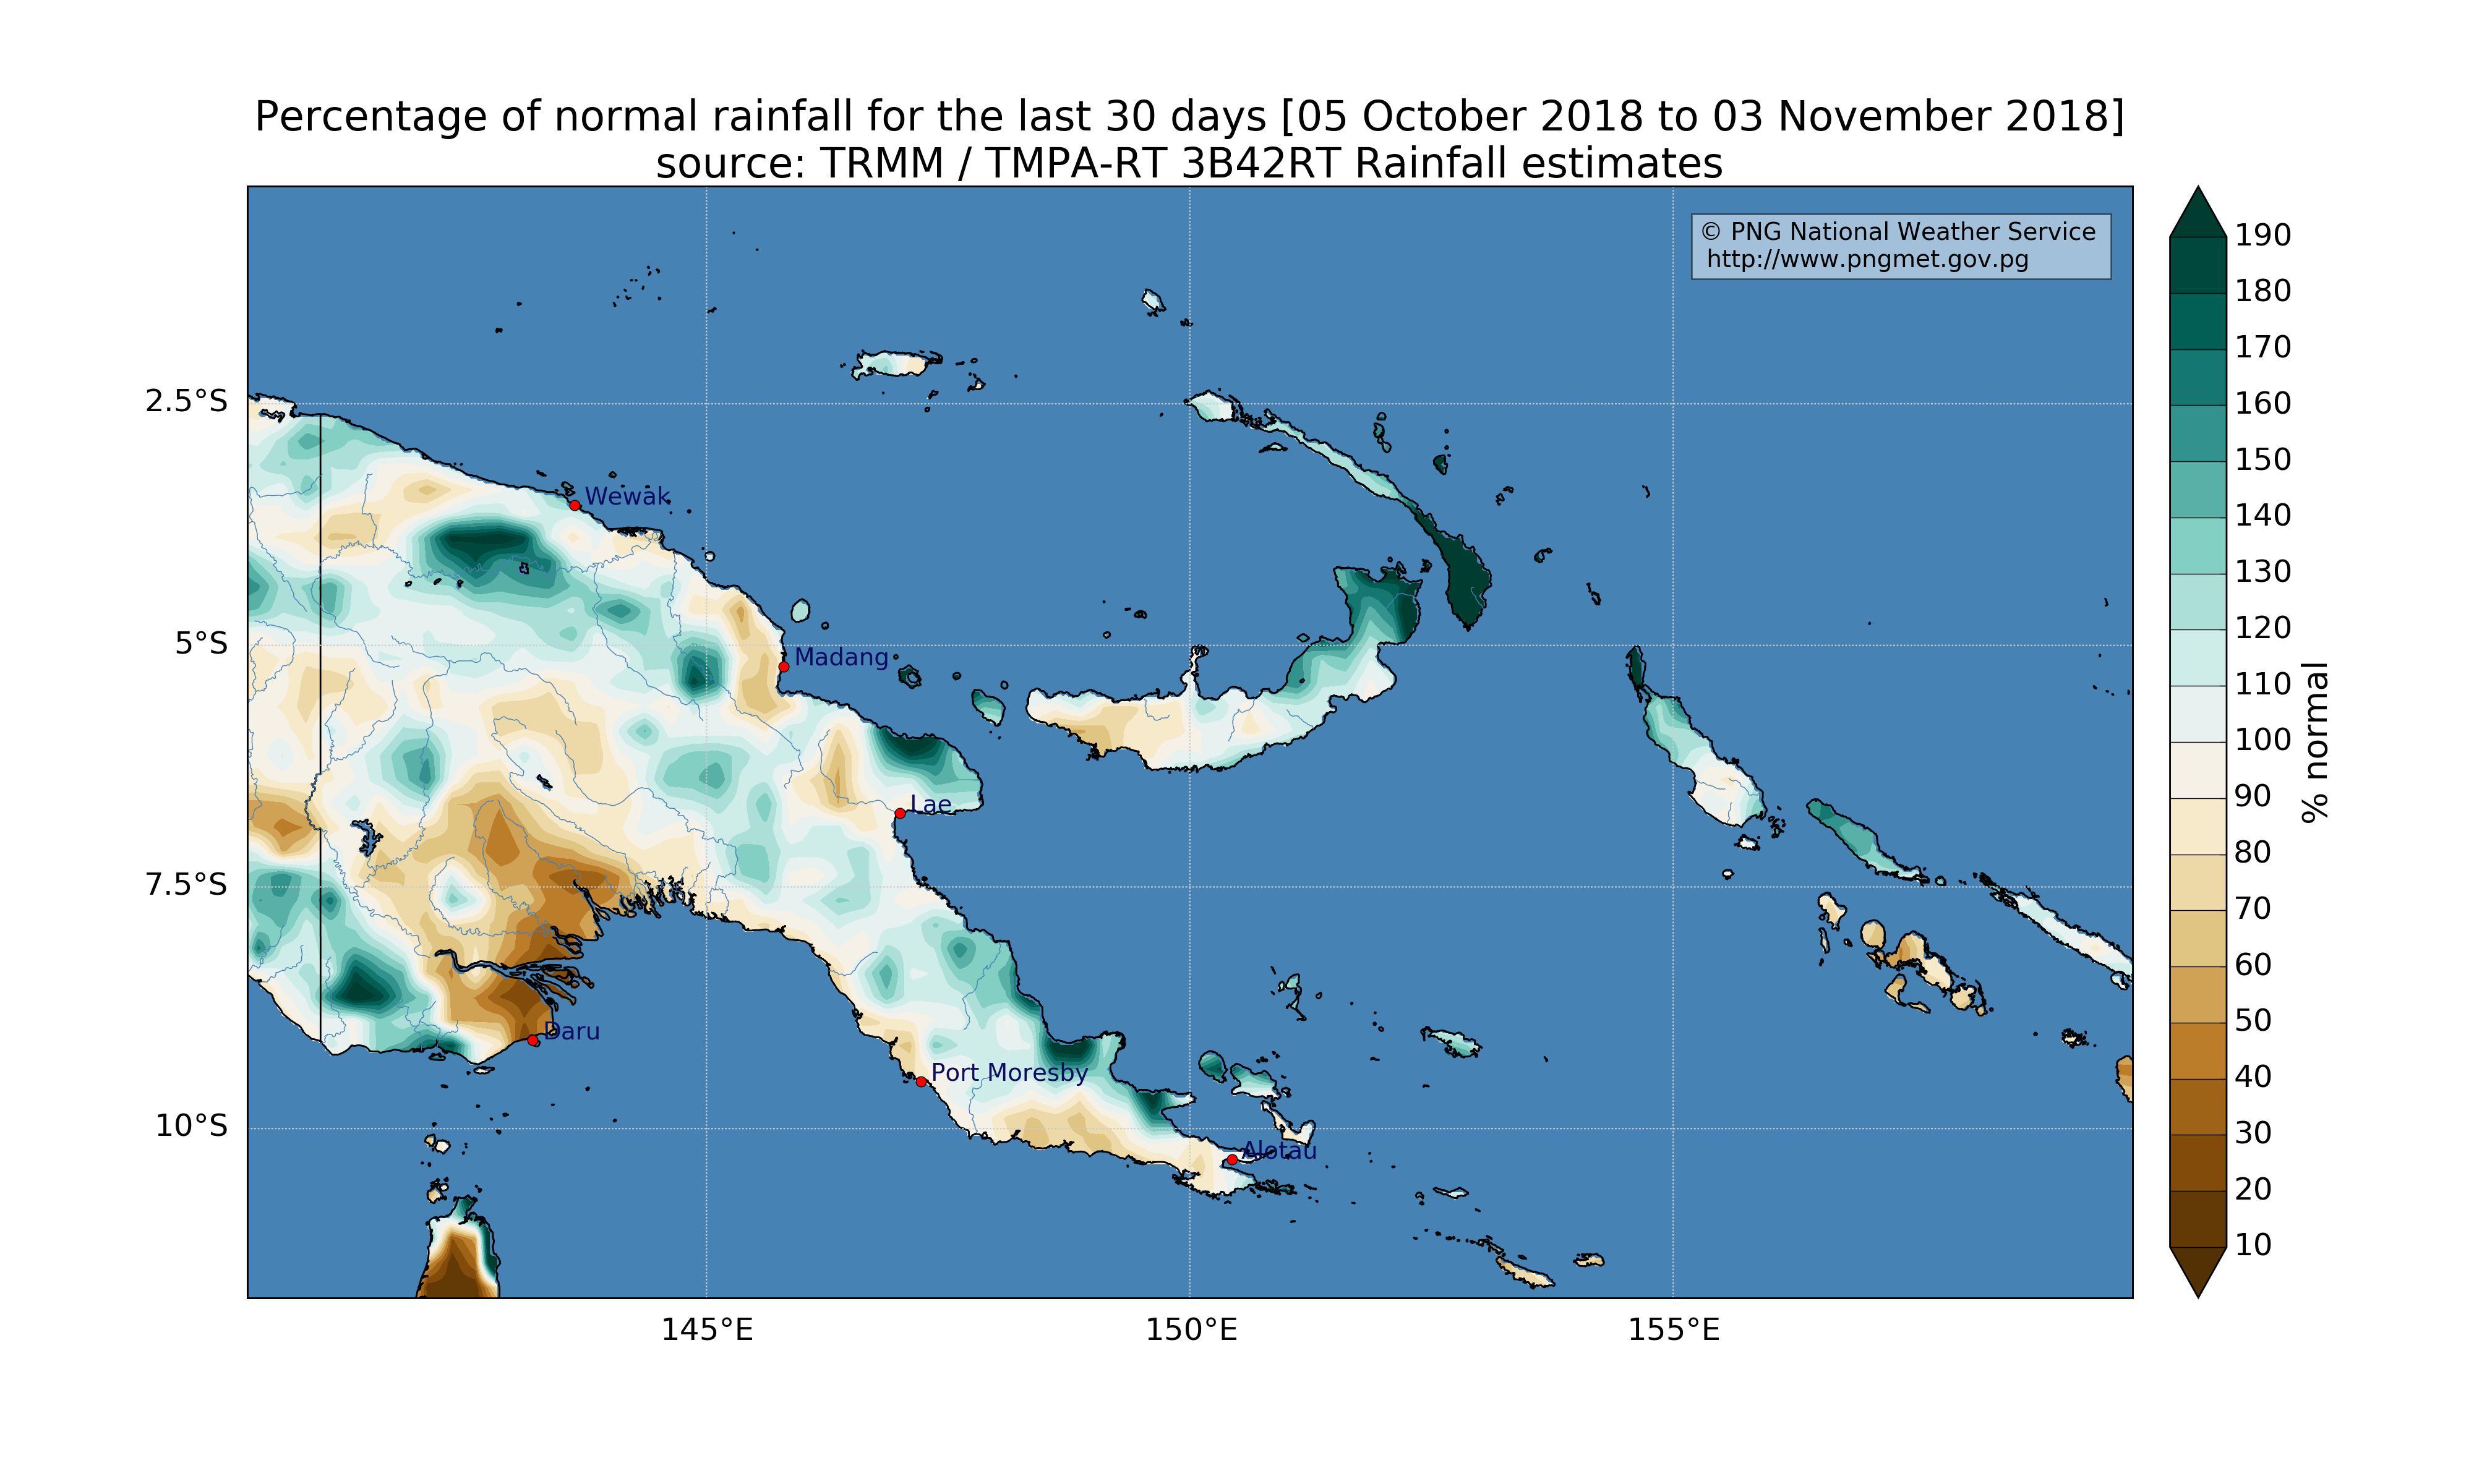 Percentage of normal rainfall for the last 30 days [05 October 2018 to 03 November 2018]
source: TRMM / TMPA-RT 3B42RT Rainfall estimates
© PNG National Weather Service
http://www.pngmet.gov.pg
2.5°S
5°S
7.5°S
10°S
Wewak
Madang
Lae
Daru
Port Moresby
Alotau
145°E
150°E
155°E
190
180
170
160
150
140
130
120
110
100
90
80
70
60
50
40
30
20
10
% normal